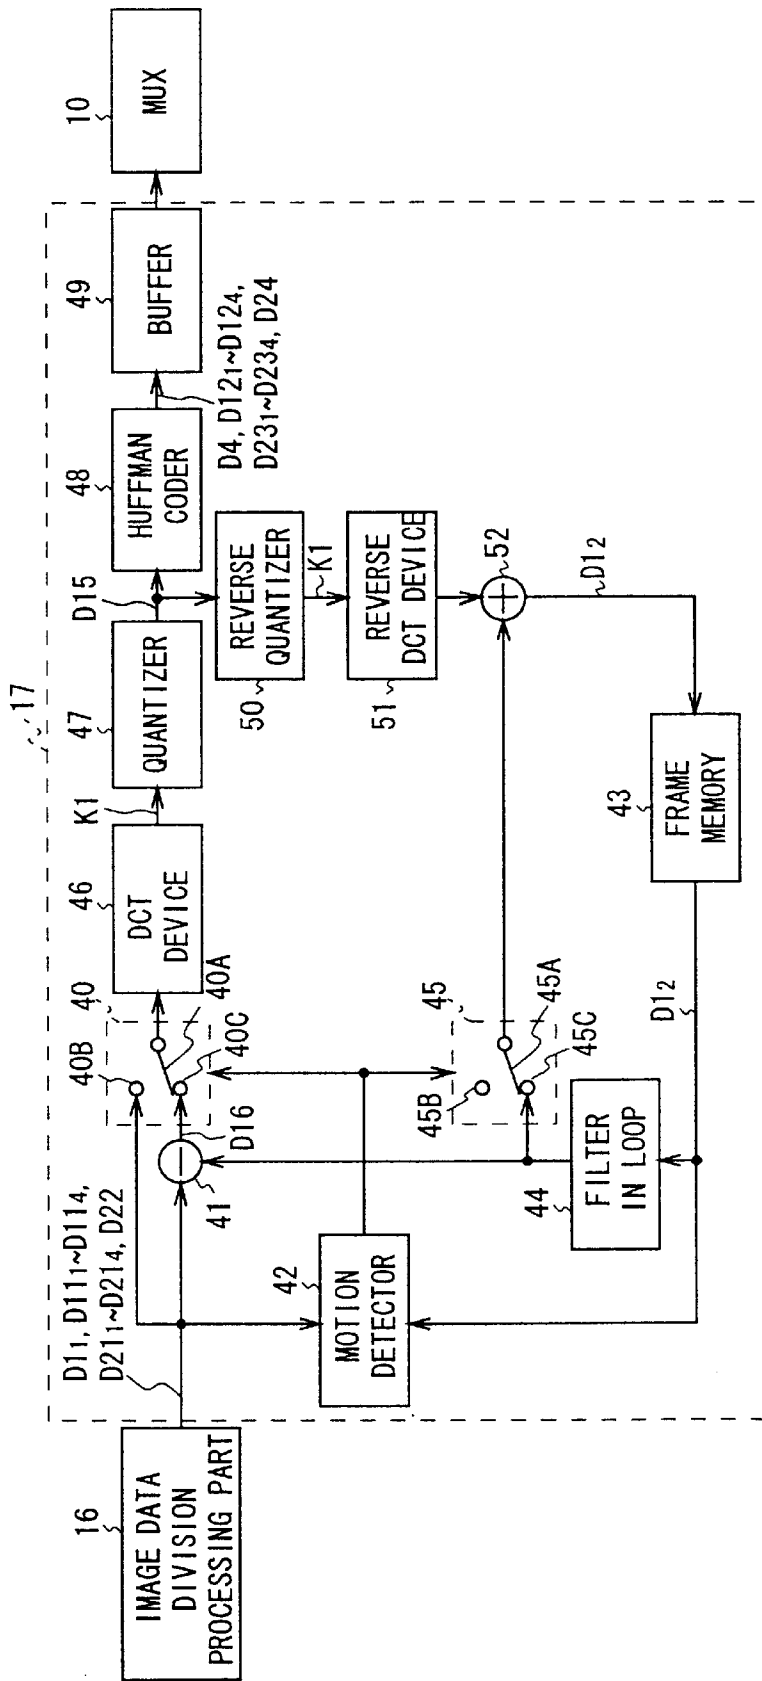 16
IMAGE DATA
DIVISION
PROCESSING PART
D1₁, D11₁~D11₄,
D21₁~D21₄, D22
17
41
D16
40B
40
40A
40C
46
DCT
DEVICE
K1
47
QUANTIZER
D15
48
HUFFMAN
CODER
D4, D12₁~D12₄,
D23₁~D23₄, D24
49
BUFFER
10
MUX
42
MOTION
DETECTOR
45B
45
45A
45C
50
REVERSE
QUANTIZER
K1
51
REVERSE
DCT DEVICE
52
D1₂
44
FILTER
IN LOOP
D1₂
43
FRAME
MEMORY